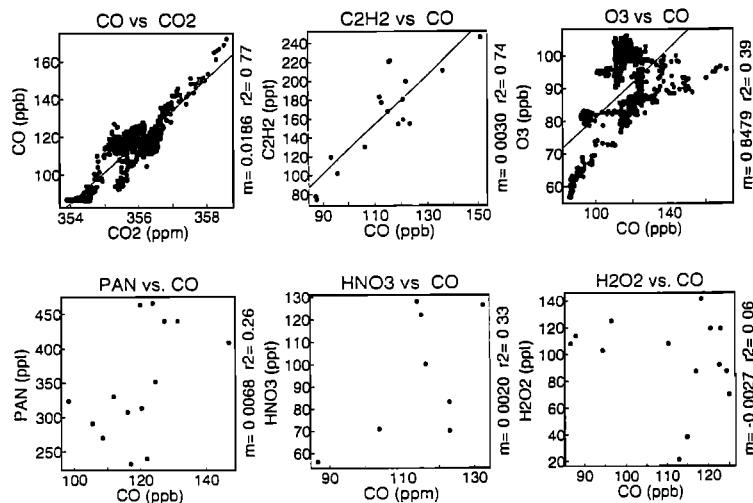 CO vs CO2
160
140
120
100
CO (ppb)
354
356
358
CO2 (ppm)
m= 0.0186 r2= 0 77
C2H2 vs CO
240
220
200
180
160
140
120
100
80
C2H2 (ppt)
90
105
120
135
150
CO (ppb)
m= 0 0030 r2= 0 74
O3 vs CO
100
90
80
70
60
O3 (ppb)
100
140
CO (ppb)
m= 0 8479 r2= 0 39
PAN vs. CO
450
400
350
300
250
PAN (ppt)
100
120
140
CO (ppb)
m= 0 0068 r2= 0.26
HNO3 vs CO
130
120
110
100
90
80
70
60
HNO3 (ppt)
90
100
110
120
130
CO (ppm)
m= 0 0020 r2= 0.33
H2O2 vs. CO
140
120
100
80
60
40
20
H2O2 (ppt)
90
100
110
120
CO (ppb)
m= -0 0027 r2= 0.06